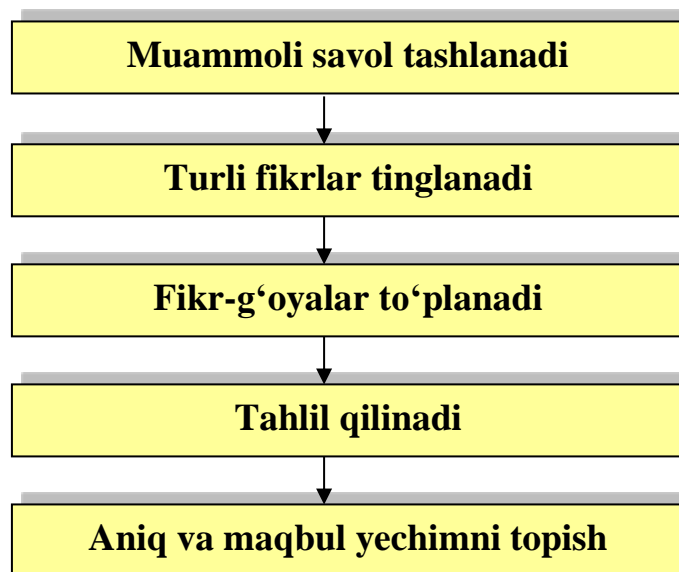 Muammoli savol tashlanadi
Turli fikrlar tinglanadi
Fikr-g‘oyalar to‘planadi
Tahlil qilinadi
Aniq va maqbul yechimni topish